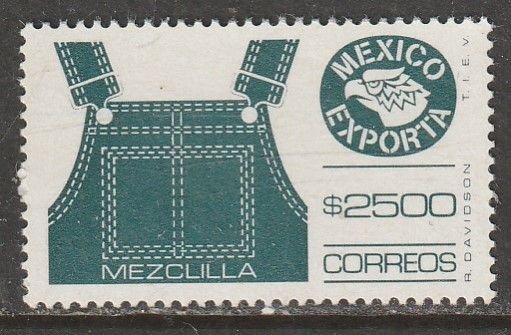 MEXICO
EXPORTA
$2500
CORREOS
MEZCLILLA
R. DAVIDSON T. I. E. V.